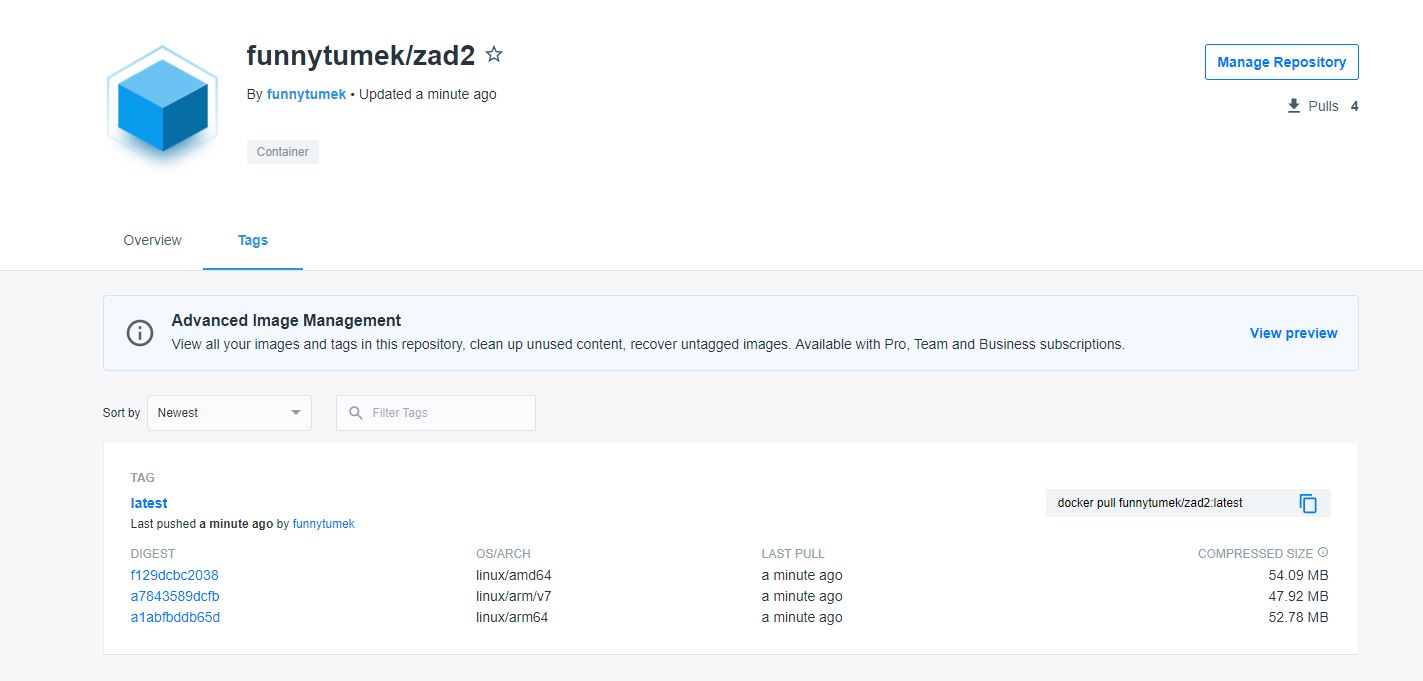 funnytumek/zad2
Manage Repository
By funnytumek • Updated a minute ago
Pulls 4
Container
Overview Tags
Advanced Image Management
View all your images and tags in this repository, clean up unused content, recover untagged images. Available with Pro, Team and Business subscriptions.
View preview
Sort by Newest Filter Tags
TAG
latest
docker pull funnytumek/zad2:latest
Last pushed a minute ago by funnytumek
DIGEST OS/ARCH LAST PULL COMPRESSED SIZE
f129dcbc2038 linux/amd64 a minute ago 54.09 MB
a7843589dcfb linux/arm/v7 a minute ago 47.92 MB
a1abfbddb65d linux/arm64 a minute ago 52.78 MB